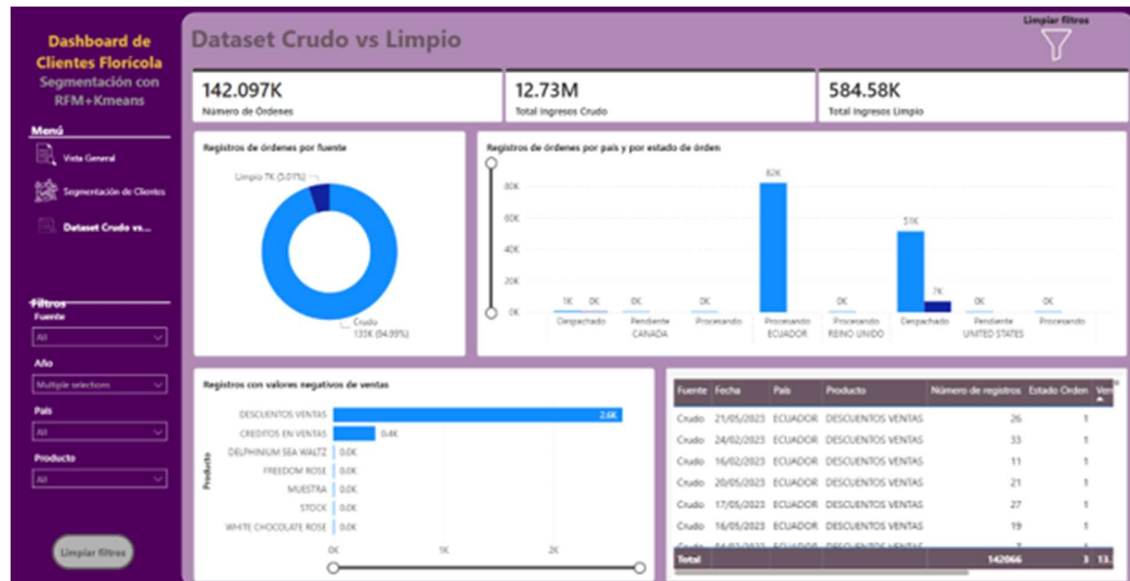 Dashboard de
Clientes Florícola
Segmentación con
RFM+Kmeans
Menú
Vista General
Segmentación de Clientes
Dataset Crudo vs...
Filtros
Fuente
All
Año
Multiple selections
País
All
Producto
All
Limpiar filtros
Dataset Crudo vs Limpio
Limpiar filtros
142.097K
Número de Órdenes
12.73M
Total Ingresos Crudo
584.58K
Total Ingresos Limpio
Registros de órdenes por fuente
Limpio 7K (5.01%)
Crudo
135K (94.99%)
Registros de órdenes por país y por estado de órden
80K
60K
40K
20K
0K
1K 0K 0K 0K 82K 0K 51K 7K 0K 0K
Despachado Pendiente Procesando Procesando Procesando Despachado Pendiente Procesando
CANADA ECUADOR REINO UNIDO UNITED STATES
Registros con valores negativos de ventas
Producto
DESCUENTOS VENTAS 2.6K
CREDITOS EN VENTAS 0.4K
DELPHINIUM SEA WALTZ 0.0K
FREEDOM ROSE 0.0K
MUESTRA 0.0K
STOCK 0.0K
WHITE CHOCOLATE ROSE 0.0K
0K 1K 2K
Fuente Fecha País Producto Número de registros Estado Orden Ven
Crudo 21/05/2023 ECUADOR DESCUENTOS VENTAS 26 1
Crudo 24/02/2023 ECUADOR DESCUENTOS VENTAS 33 1
Crudo 16/02/2023 ECUADOR DESCUENTOS VENTAS 11 1
Crudo 20/05/2023 ECUADOR DESCUENTOS VENTAS 21 1
Crudo 17/05/2023 ECUADOR DESCUENTOS VENTAS 27 1
Crudo 16/05/2023 ECUADOR DESCUENTOS VENTAS 19 1
Total 142066 3 13.